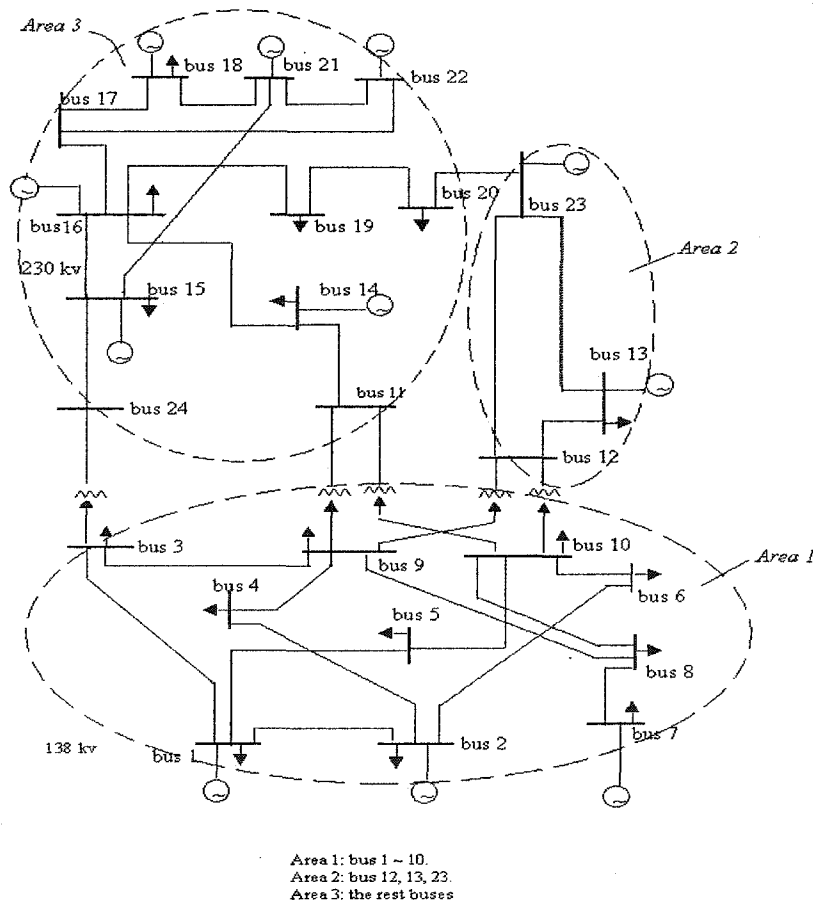 Area 3
bus 18
bus 21
bus 22
bus 17
bus 20
bus 23
bus16
bus 19
Area 2
230 kv
bus 15
bus 14
bus 13
bus 24
bus 11
bus 12
bus 3
bus 9
bus 10
Area 1
bus 4
bus 6
bus 5
bus 8
bus 7
138 kv
bus 1
bus 2
Area 1: bus 1 ~ 10.
Area 2: bus 12, 13, 23.
Area 3: the rest buses